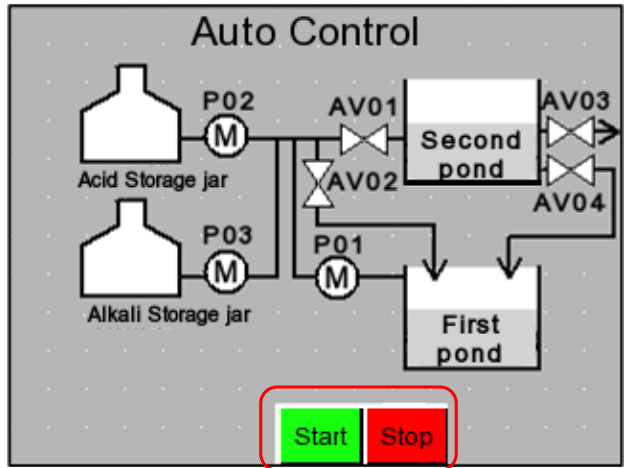 Auto Control
P02
AV01
AV03
M
Second
pond
Acid Storage jar
AV02
AV04
P03
P01
M
M
Alkali Storage jar
First
pond
Start
Stop